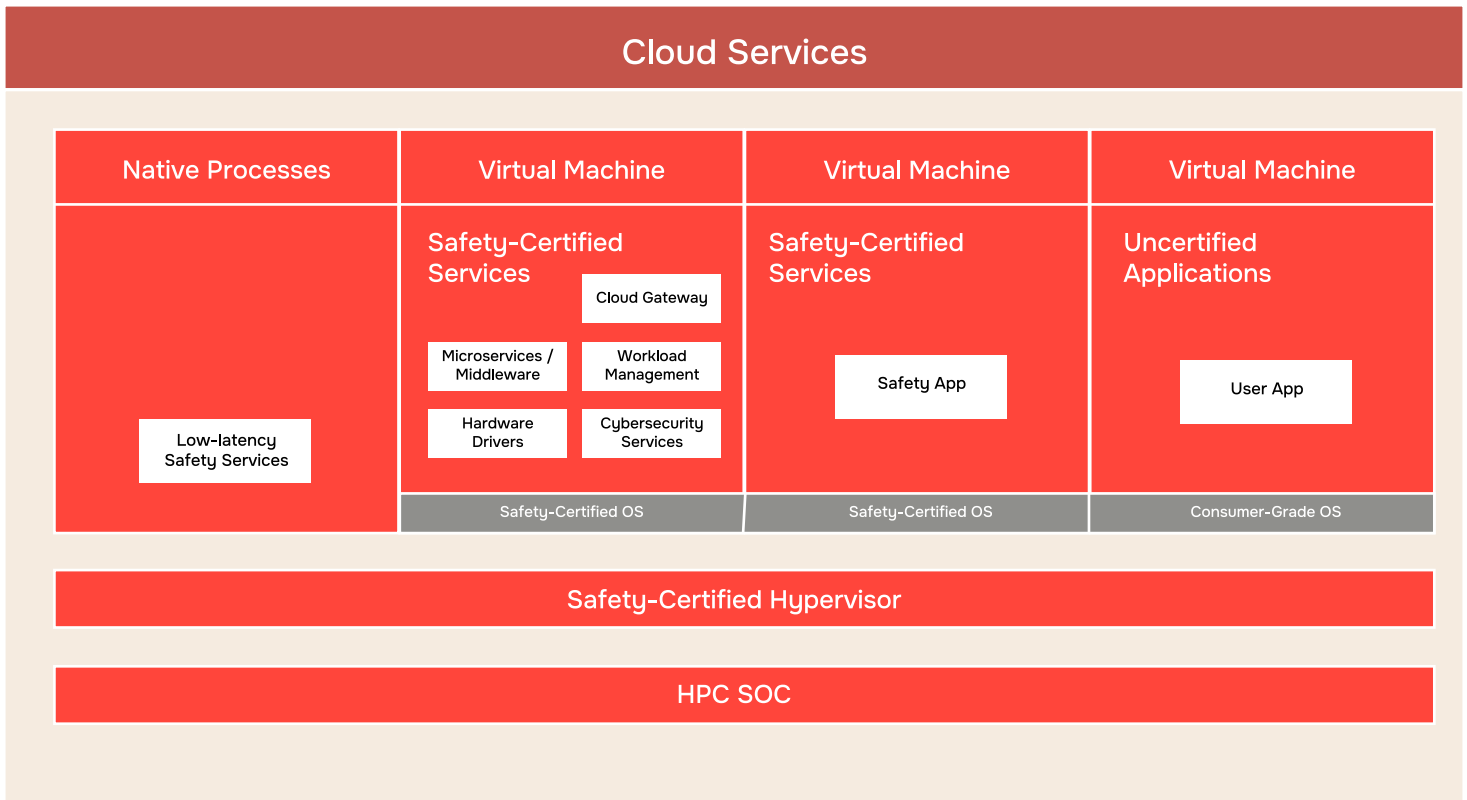 Cloud Services
Native Processes
Virtual Machine
Virtual Machine
Virtual Machine
Safety-Certified
Services
Cloud Gateway
Microservices /
Middleware
Workload
Management
Hardware
Drivers
Cybersecurity
Services
Safety-Certified
Services
Safety App
Uncertified
Applications
User App
Low-latency
Safety Services
Safety-Certified OS
Safety-Certified OS
Consumer-Grade OS
Safety-Certified Hypervisor
HPC SOC